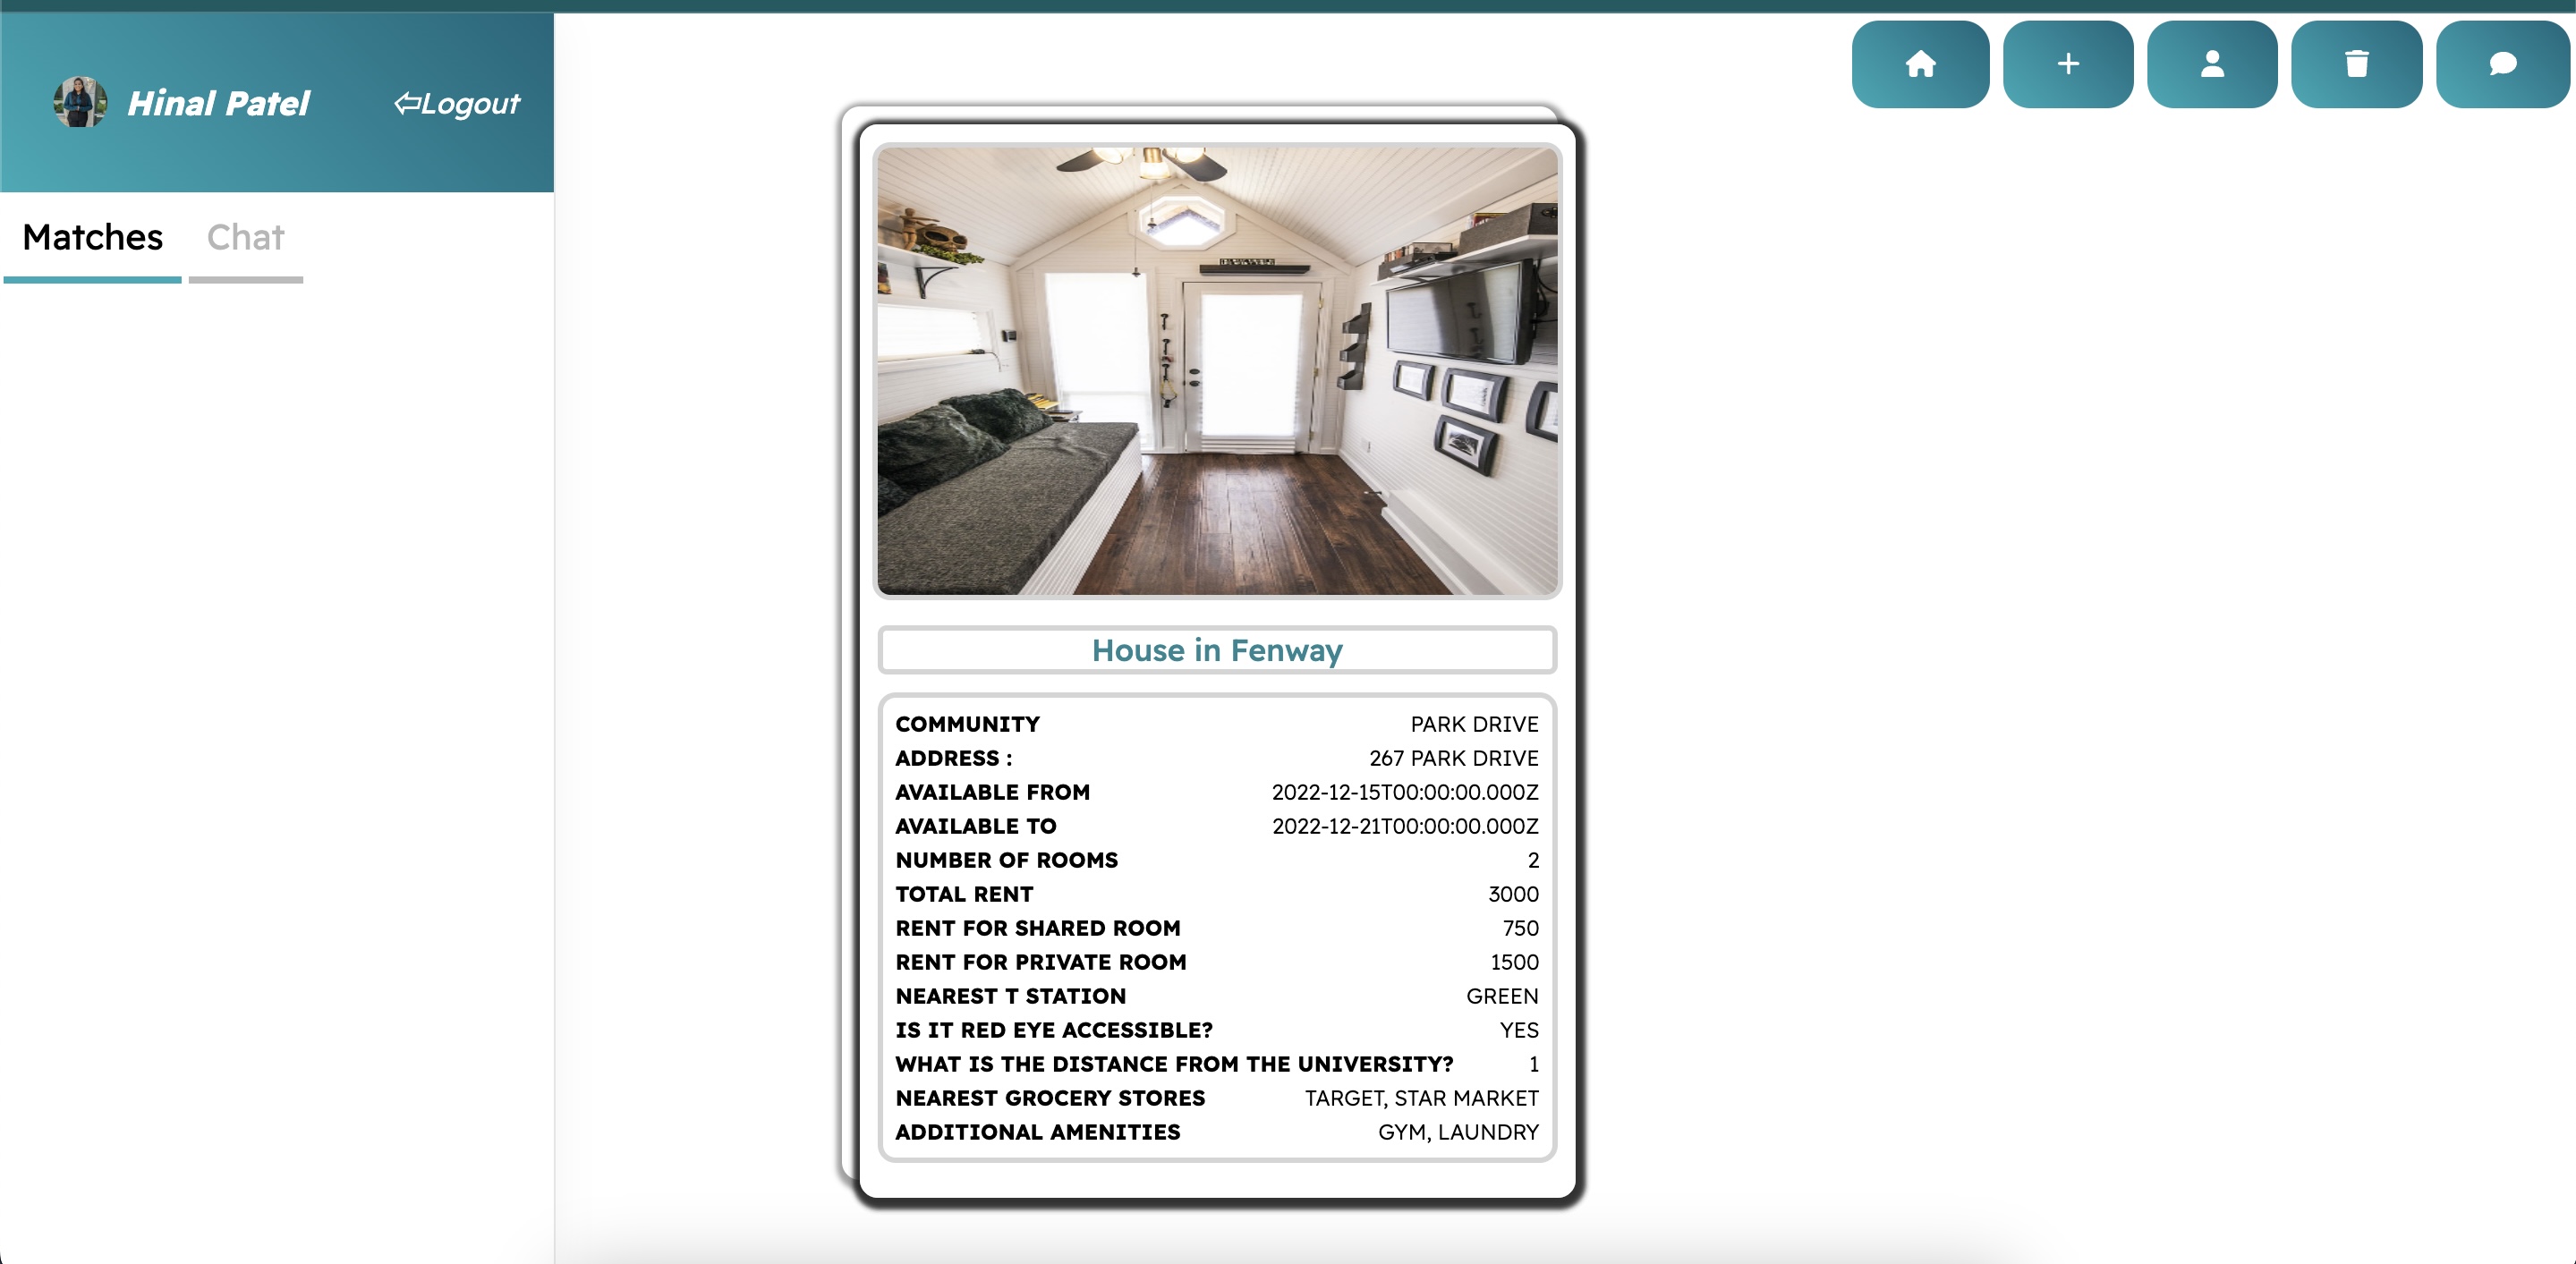 Hinal Patel
⇦Logout
Matches
Chat
House in Fenway
COMMUNITY PARK DRIVE
ADDRESS : 267 PARK DRIVE
AVAILABLE FROM 2022-12-15T00:00:00.000Z
AVAILABLE TO 2022-12-21T00:00:00.000Z
NUMBER OF ROOMS 2
TOTAL RENT 3000
RENT FOR SHARED ROOM 750
RENT FOR PRIVATE ROOM 1500
NEAREST T STATION GREEN
IS IT RED EYE ACCESSIBLE? YES
WHAT IS THE DISTANCE FROM THE UNIVERSITY? 1
NEAREST GROCERY STORES TARGET, STAR MARKET
ADDITIONAL AMENITIES GYM, LAUNDRY